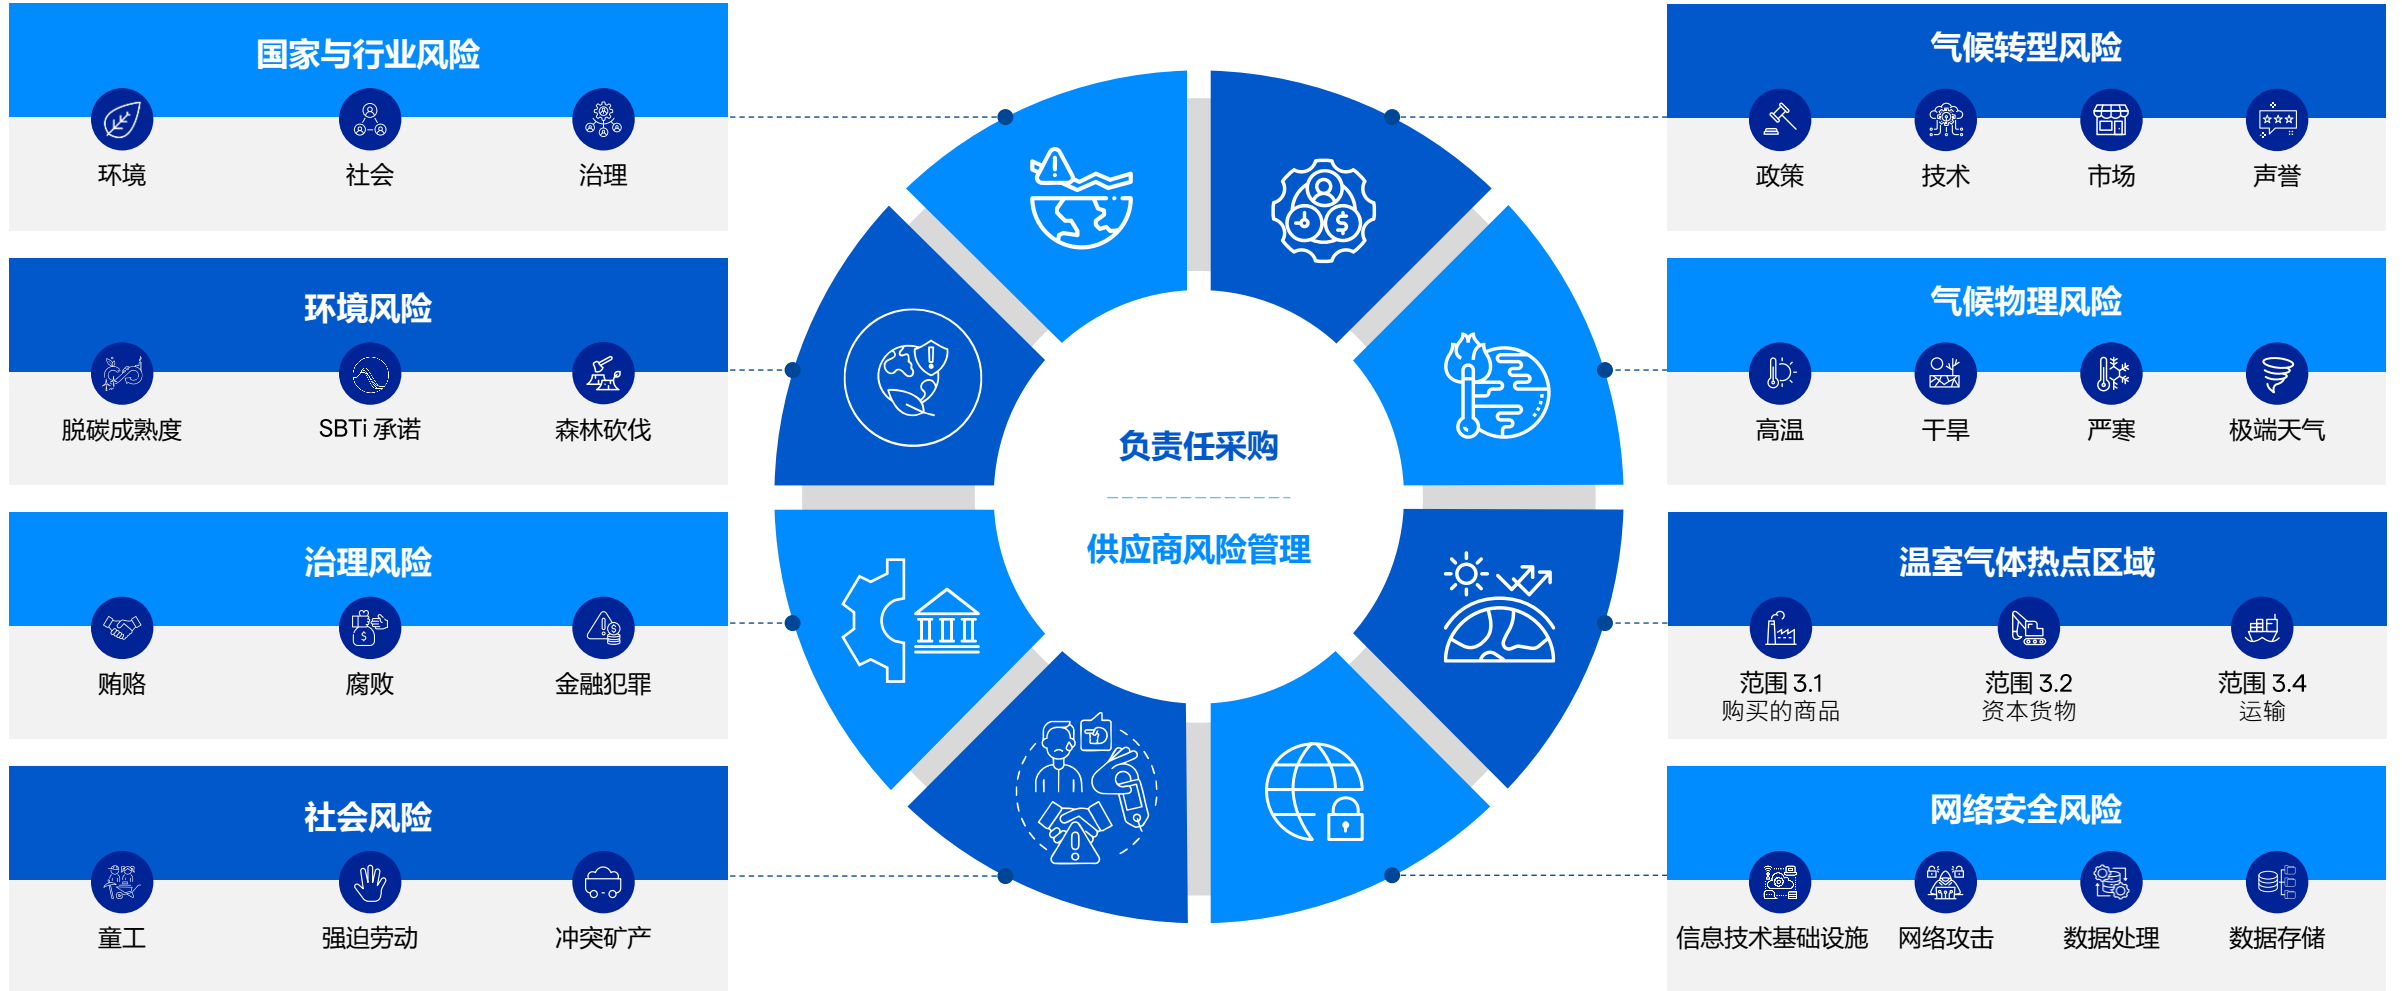 国家与行业风险
环境
社会
治理
环境风险
脱碳成熟度
SBTi 承诺
森林砍伐
治理风险
贿赂
腐败
金融犯罪
社会风险
童工
强迫劳动
冲突矿产
负责任采购
供应商风险管理
气候转型风险
政策
技术
市场
声誉
气候物理风险
高温
干旱
严寒
极端天气
温室气体热点区域
范围 3.1
购买的商品
范围 3.2
资本货物
范围 3.4
运输
网络安全风险
信息技术基础设施
网络攻击
数据处理
数据存储